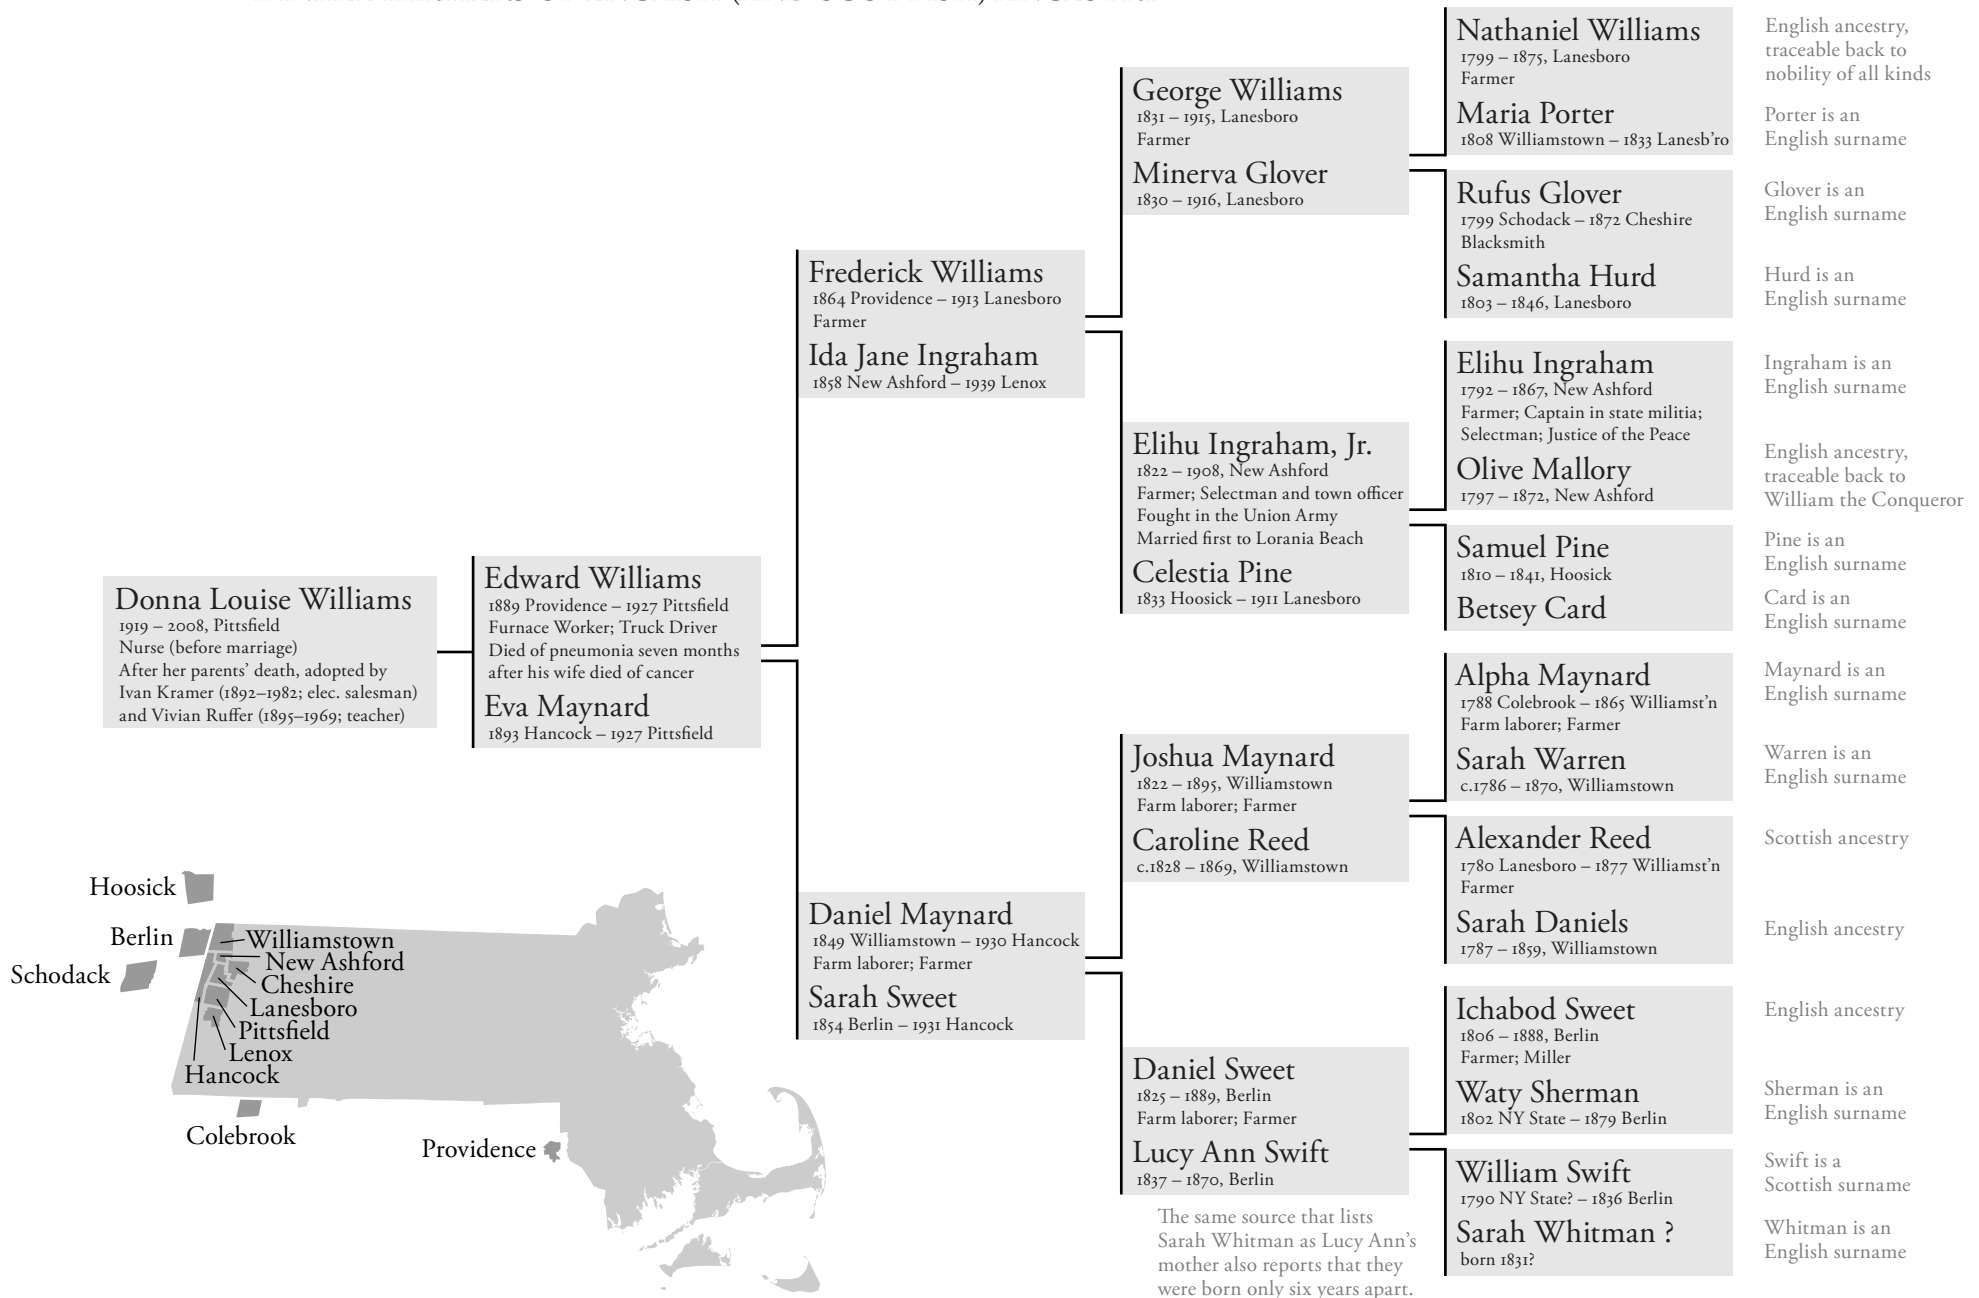 Nathaniel Williams
1799 – 1875, Lanesboro
Farmer
Maria Porter
1808 Williamstown – 1833 Lanesb'ro
English ancestry,
traceable back to
nobility of all kinds
Porter is an
English surname
George Williams
1831 – 1915, Lanesboro
Farmer
Minerva Glover
1830 – 1916, Lanesboro
Rufus Glover
1799 Schodack – 1872 Cheshire
Blacksmith
Samantha Hurd
1803 – 1846, Lanesboro
Glover is an
English surname
Hurd is an
English surname
Frederick Williams
1864 Providence – 1913 Lanesboro
Farmer
Ida Jane Ingraham
1858 New Ashford – 1939 Lenox
Elihu Ingraham
1792 – 1867, New Ashford
Farmer; Captain in state militia;
Selectman; Justice of the Peace
Olive Mallory
1797 – 1872, New Ashford
Ingraham is an
English surname
English ancestry,
traceable back to
William the Conqueror
Elihu Ingraham, Jr.
1822 – 1908, New Ashford
Farmer; Selectman and town officer
Fought in the Union Army
Married first to Lorania Beach
Celestia Pine
1833 Hoosick – 1911 Lanesboro
Samuel Pine
1810 – 1841, Hoosick
Betsey Card
Pine is an
English surname
Card is an
English surname
Donna Louise Williams
1919 – 2008, Pittsfield
Nurse (before marriage)
After her parents' death, adopted by
Ivan Kramer (1892–1982; elec. salesman)
and Vivian Ruffer (1895–1969; teacher)
Edward Williams
1889 Providence – 1927 Pittsfield
Furnace Worker; Truck Driver
Died of pneumonia seven months
after his wife died of cancer
Eva Maynard
1893 Hancock – 1927 Pittsfield
Alpha Maynard
1788 Colebrook – 1865 Williamst'n
Farm laborer; Farmer
Sarah Warren
c.1786 – 1870, Williamstown
Maynard is an
English surname
Warren is an
English surname
Joshua Maynard
1822 – 1895, Williamstown
Farm laborer; Farmer
Caroline Reed
c.1828 – 1869, Williamstown
Alexander Reed
1780 Lanesboro – 1877 Williamst'n
Farmer
Sarah Daniels
1787 – 1859, Williamstown
Scottish ancestry
English ancestry
Daniel Maynard
1849 Williamstown – 1930 Hancock
Farm laborer; Farmer
Sarah Sweet
1854 Berlin – 1931 Hancock
Ichabod Sweet
1806 – 1888, Berlin
Farmer; Miller
Waty Sherman
1802 NY State – 1879 Berlin
English ancestry
Sherman is an
English surname
Daniel Sweet
1825 – 1889, Berlin
Farm laborer; Farmer
Lucy Ann Swift
1837 – 1870, Berlin
William Swift
1790 NY State? – 1836 Berlin
Sarah Whitman ?
born 1831?
Swift is a
Scottish surname
Whitman is an
English surname
The same source that lists
Sarah Whitman as Lucy Ann's
mother also reports that they
were born only six years apart.
Hoosick
Berlin
Schodack
Williamstown
New Ashford
Cheshire
Lanesboro
Pittsfield
Lenox
Hancock
Colebrook
Providence